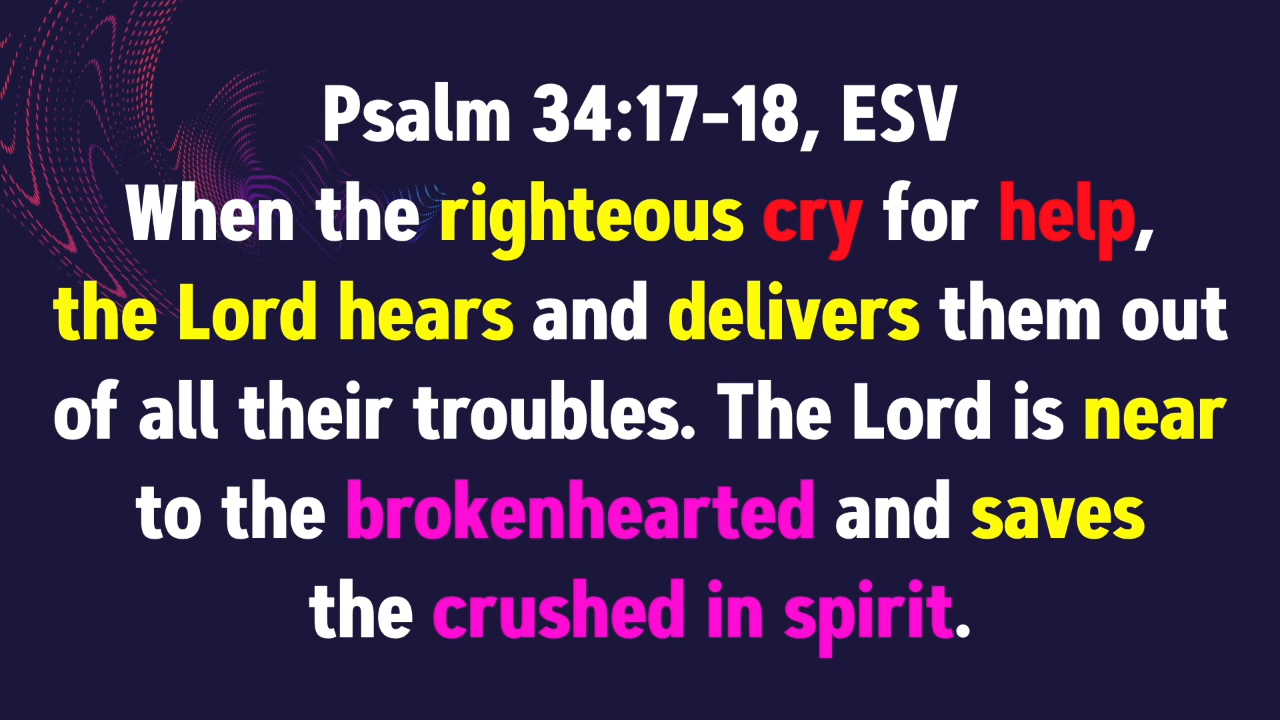 Psalm 34:17–18, ESV
When the righteous cry for help,
the Lord hears and delivers them out
of all their troubles. The Lord is near
to the brokenhearted and saves
the crushed in spirit.